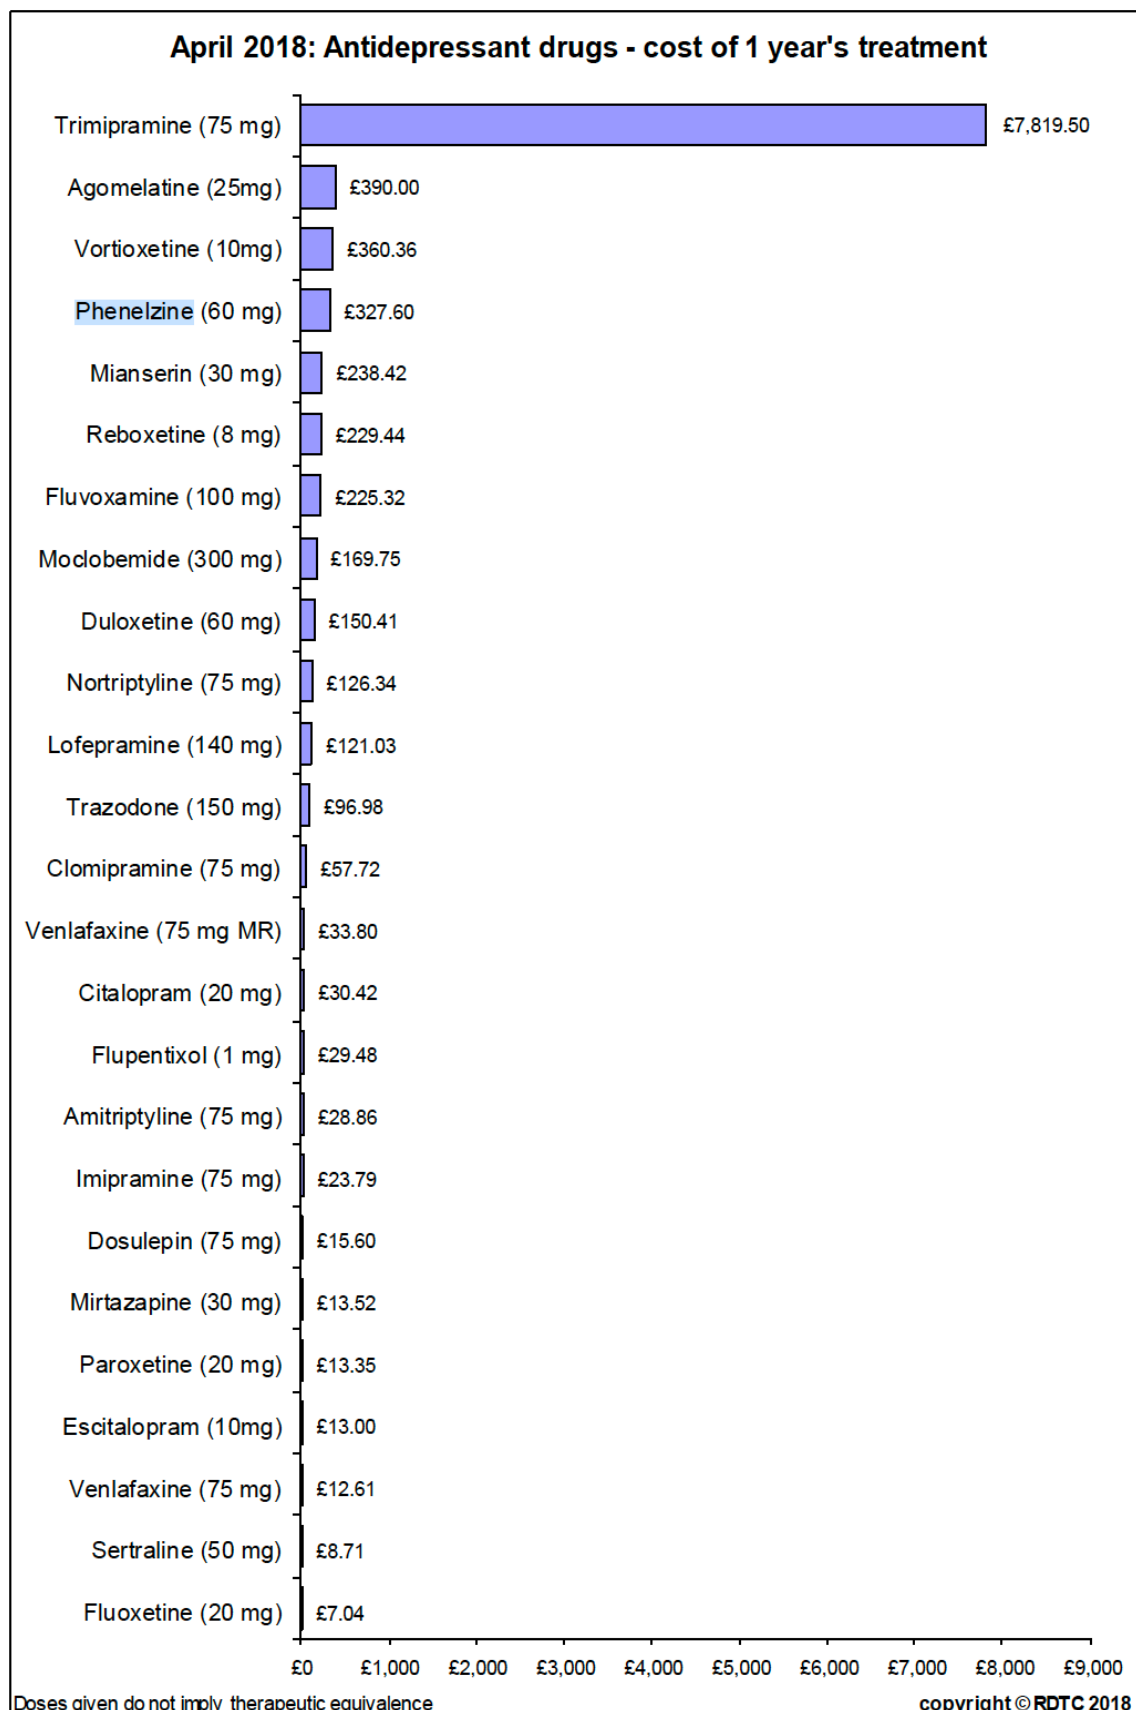 April 2018: Antidepressant drugs - cost of 1 year's treatment
Trimipramine (75 mg) £7,819.50
Agomelatine (25mg) £390.00
Vortioxetine (10mg) £360.36
Phenelzine (60 mg) £327.60
Mianserin (30 mg) £238.42
Reboxetine (8 mg) £229.44
Fluvoxamine (100 mg) £225.32
Moclobemide (300 mg) £169.75
Duloxetine (60 mg) £150.41
Nortriptyline (75 mg) £126.34
Lofepramine (140 mg) £121.03
Trazodone (150 mg) £96.98
Clomipramine (75 mg) £57.72
Venlafaxine (75 mg MR) £33.80
Citalopram (20 mg) £30.42
Flupentixol (1 mg) £29.48
Amitriptyline (75 mg) £28.86
Imipramine (75 mg) £23.79
Dosulepin (75 mg) £15.60
Mirtazapine (30 mg) £13.52
Paroxetine (20 mg) £13.35
Escitalopram (10mg) £13.00
Venlafaxine (75 mg) £12.61
Sertraline (50 mg) £8.71
Fluoxetine (20 mg) £7.04
£0 £1,000 £2,000 £3,000 £4,000 £5,000 £6,000 £7,000 £8,000 £9,000
Doses given do not imply therapeutic equivalence copyright © RDTC 2018